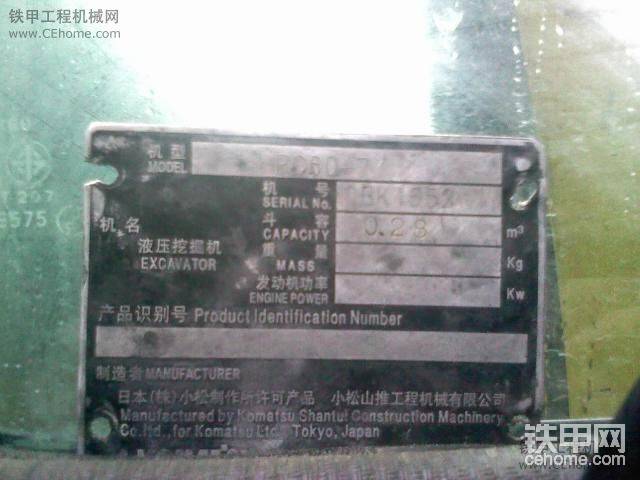 铁甲工程机械网
www.CEhome.com
机型
MODEL PC60-7
机号
SERIAL No. BK1552
机名 斗容
CAPACITY 0.28 m³
液压挖掘机 重量
EXCAVATOR MASS Kg
发动机功率
ENGINE POWER Kw
产品识别号 Product Identification Number
制造者 MANUFACTURER
日本(株)小松制作所许可产品 小松山推工程机械有限公司
Manufactured by Komatsu Shantui Construction Machinery
Co.ltd.,for Komatsu Ltd., Tokyo, Japan
铁甲网
www.cehome.com